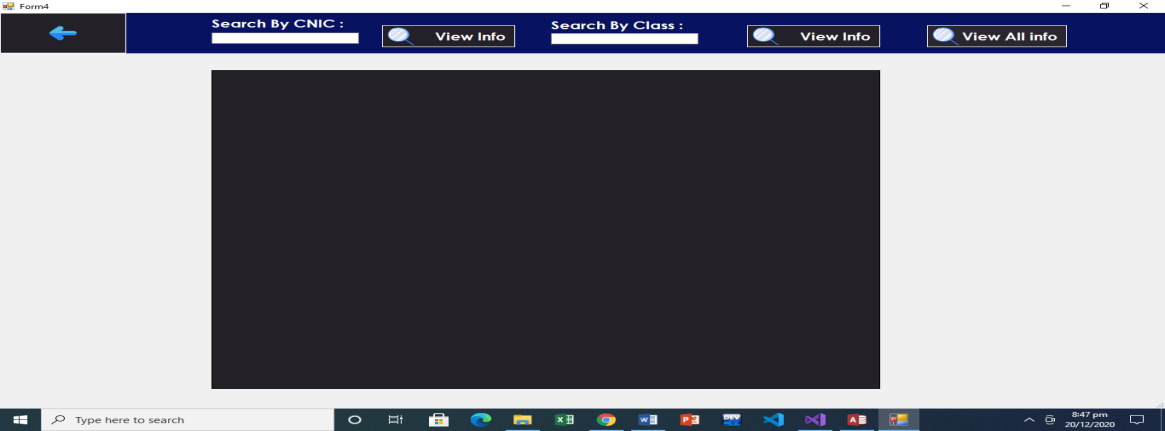 Form4
Search By CNIC :
View Info
Search By Class :
View Info
View All info
Type here to search
8:47 pm
20/12/2020